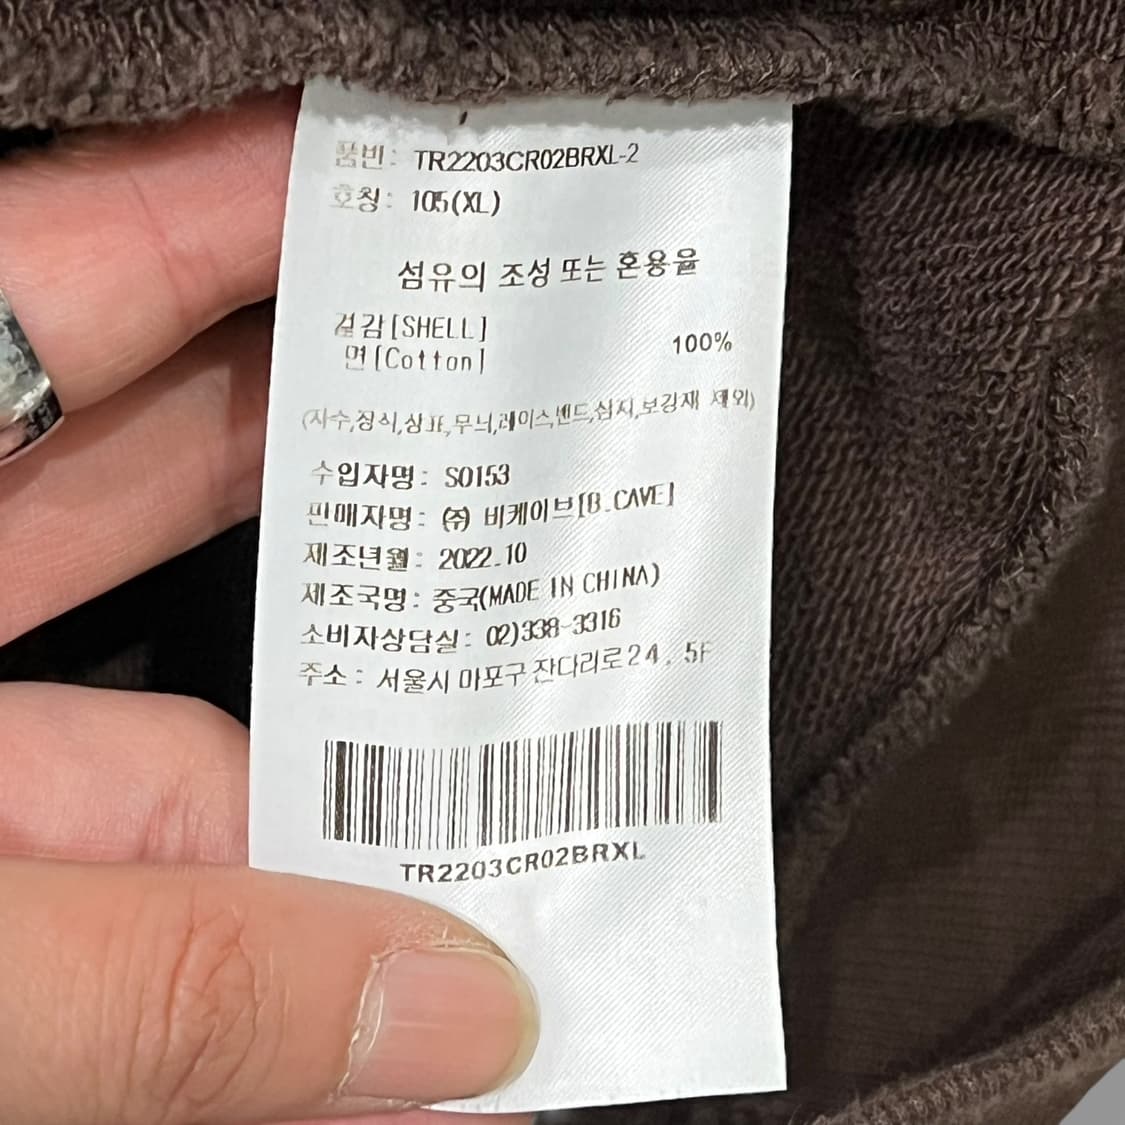 품번: TR2203CR02BRXL-2
호칭: 105(XL)
섬유의 조성 또는 혼용율
겉감[SHELL]
면[Cotton] 100%
(자수,장식,상표,무늬,레이스,밴드,심지,보강재 제외)
수입자명: SO153
판매자명: ㈜ 비케이브[B.CAVE]
제조년월: 2022.10
제조국명: 중국(MADE IN CHINA)
소비자상담실: 02)338-3316
주소: 서울시 마포구 잔다리로24, 5F
TR2203CR02BRXL